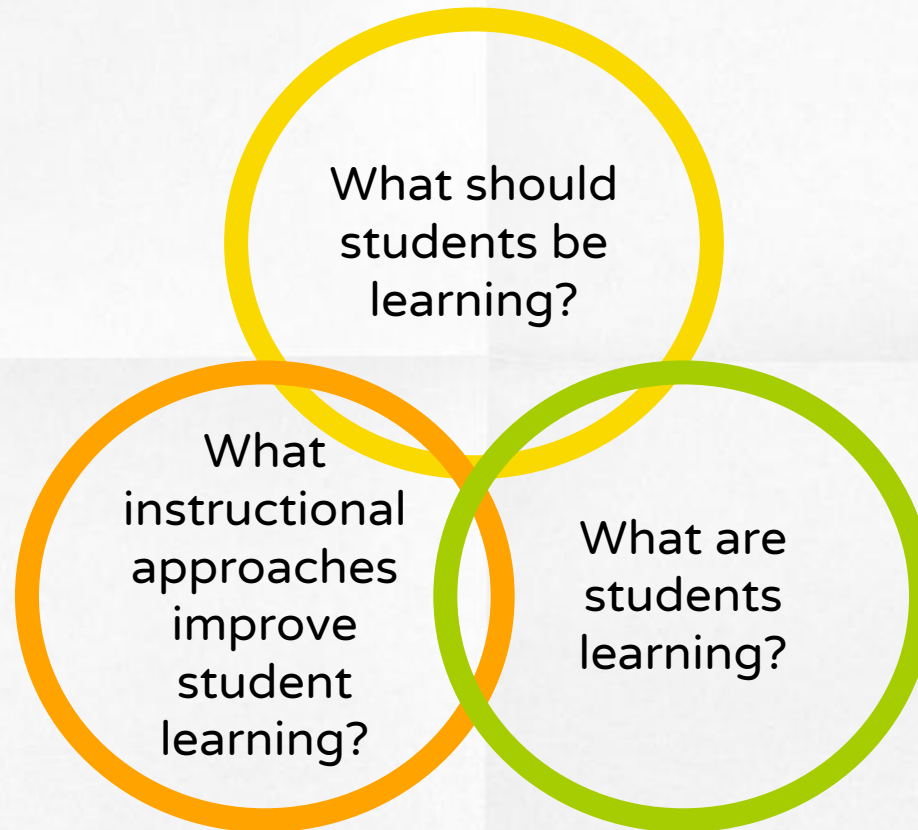 What should
students be
learning?
What
instructional
approaches
improve
student
learning?
What are
students
learning?